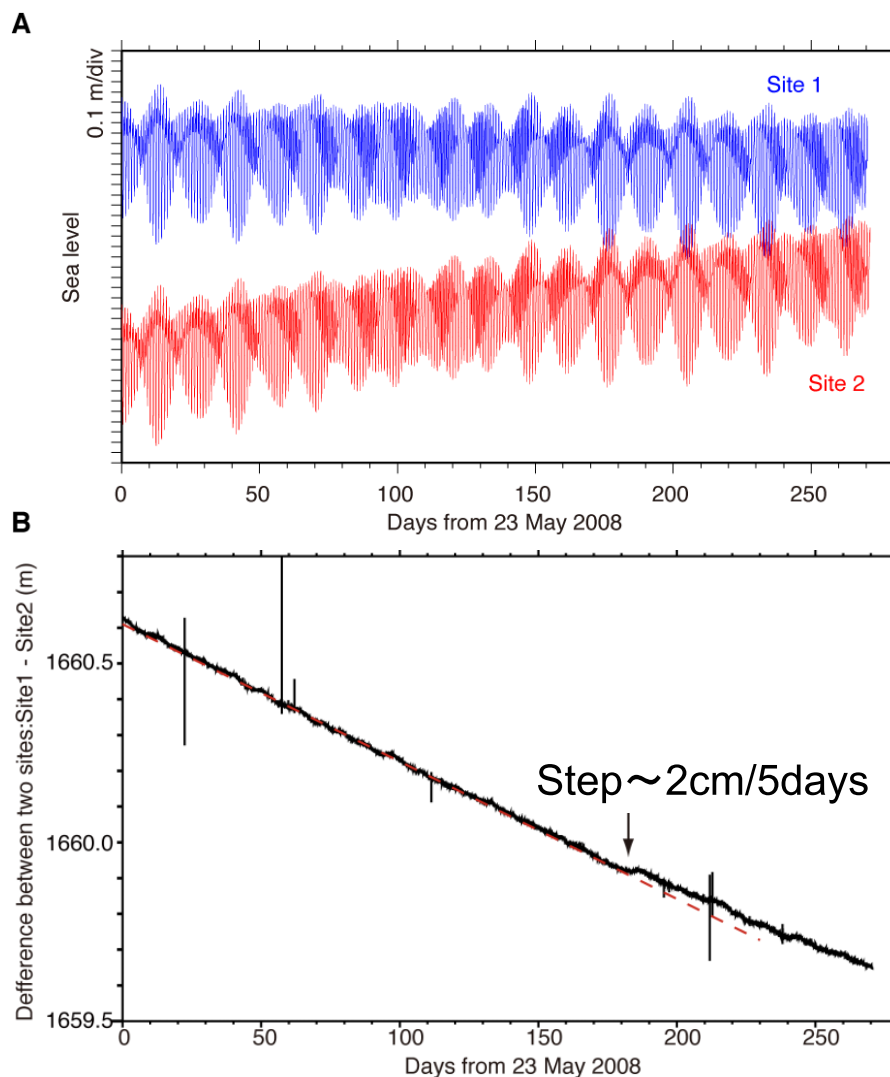 A
0.1 m/div
Sea level
Site 1
Site 2
0 50 100 150 200 250
Days from 23 May 2008
B
Defference between two sites:Site1 - Site2 (m)
1660.5
1660.0
1659.5
Step～2cm/5days
0 50 100 150 200 250
Days from 23 May 2008